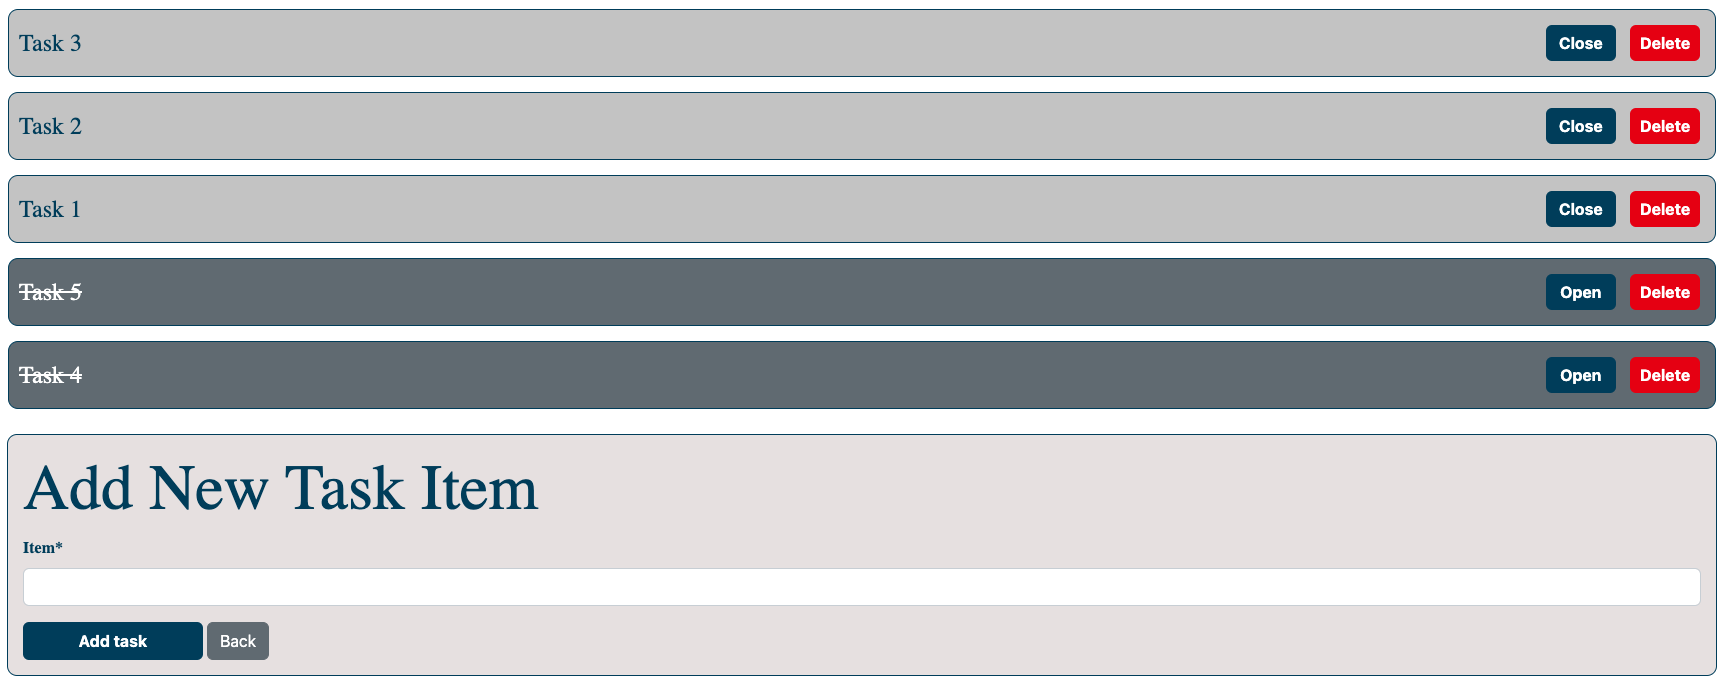 Task 3 Close Delete
Task 2 Close Delete
Task 1 Close Delete
Task 5 Open Delete
Task 4 Open Delete
Add New Task Item
Item*
Add task Back